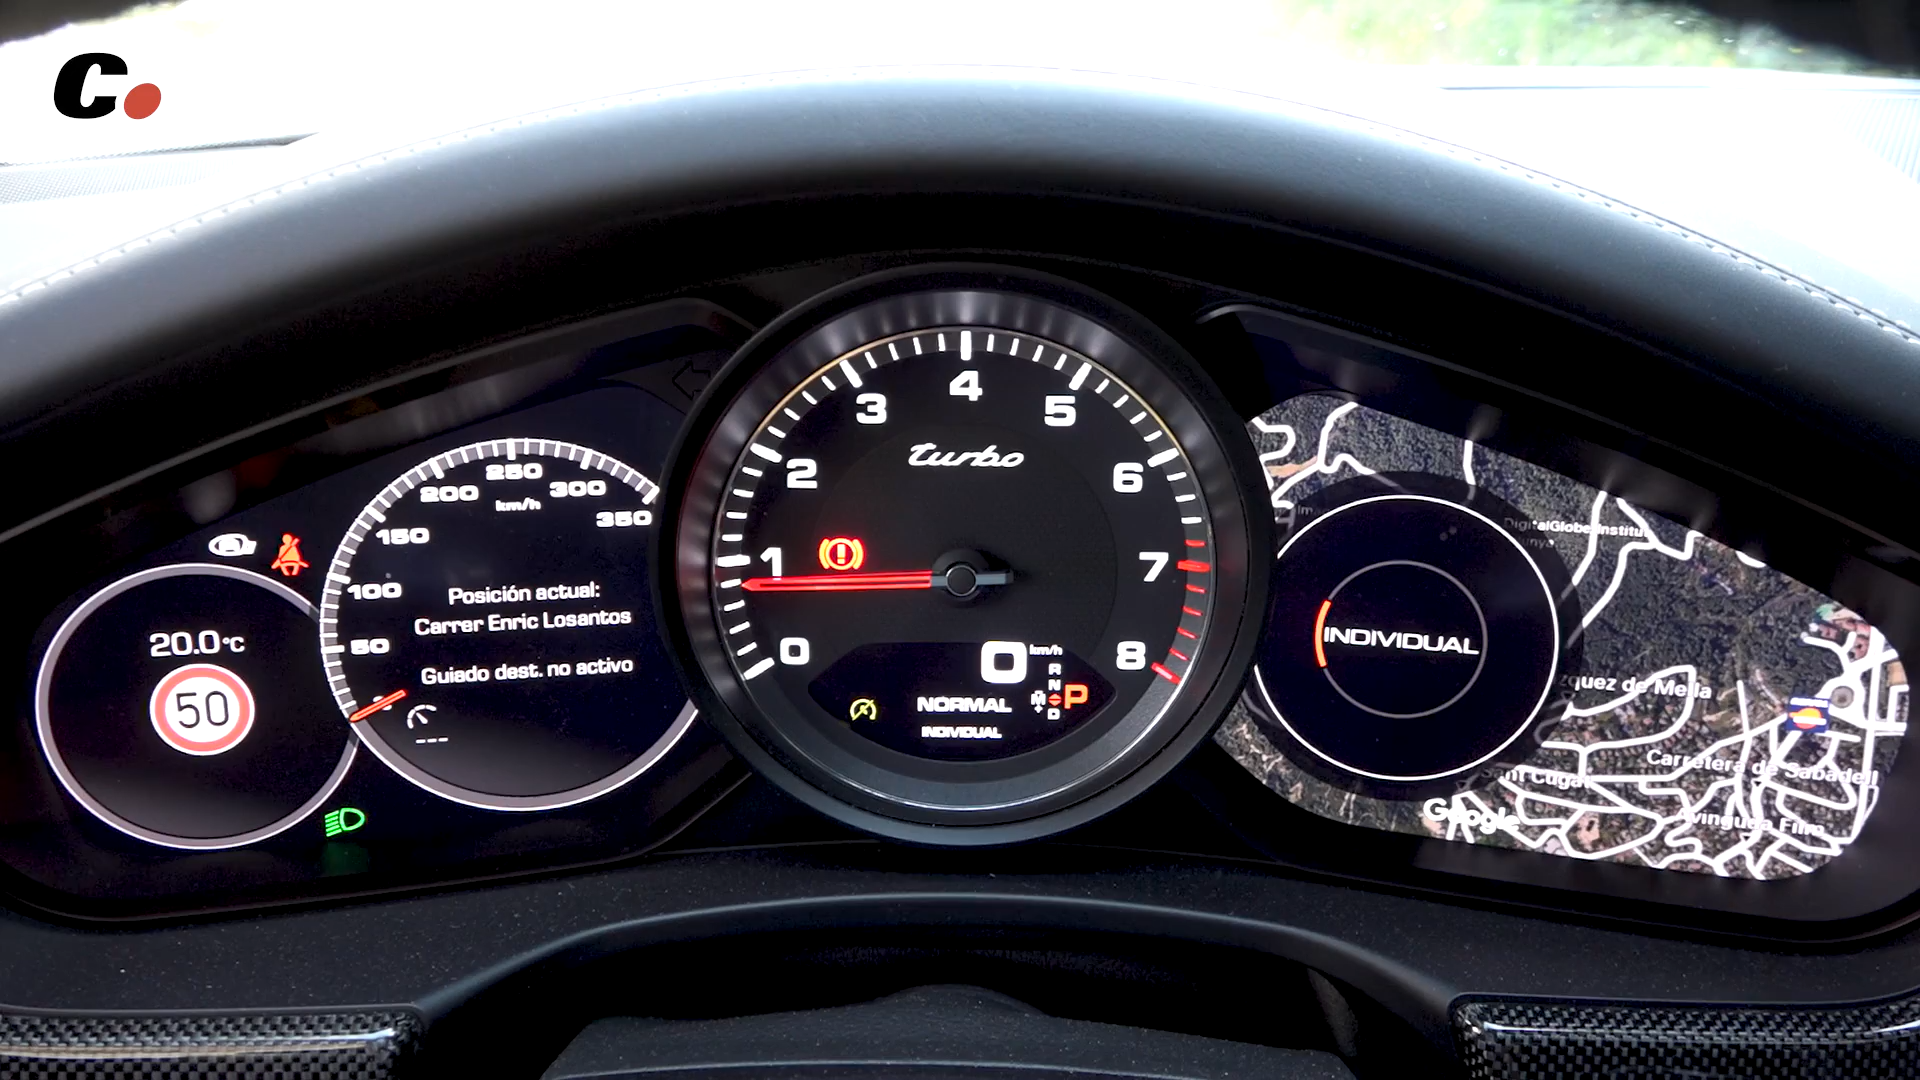 C.
250
200
300
km/h
350
150
100
50
Posición actual:
Carrer Enric Losantos
Guiado dest. no activo
---
20.0°C
50
4
3
5
turbo
2
6
1
7
0
8
0 km/h
R
N
P
M
D
NORMAL
INDIVIDUAL
INDIVIDUAL
de Mella
Carretera de Sabadell
Google